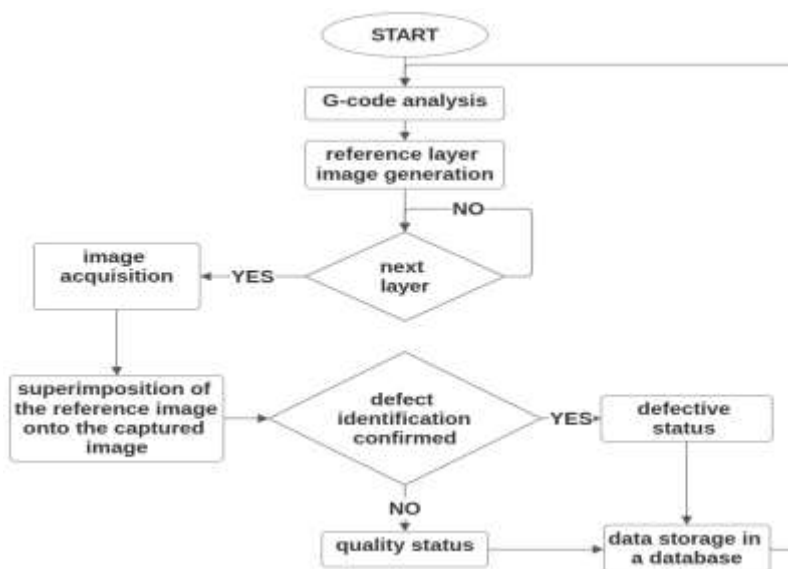 START
G-code analysis
reference layer
image generation
NO
next
layer
YES
image
acquisition
superimposition of
the reference image
onto the captured
image
defect
identification
confirmed
YES
defective
status
NO
quality status
data storage in
a database